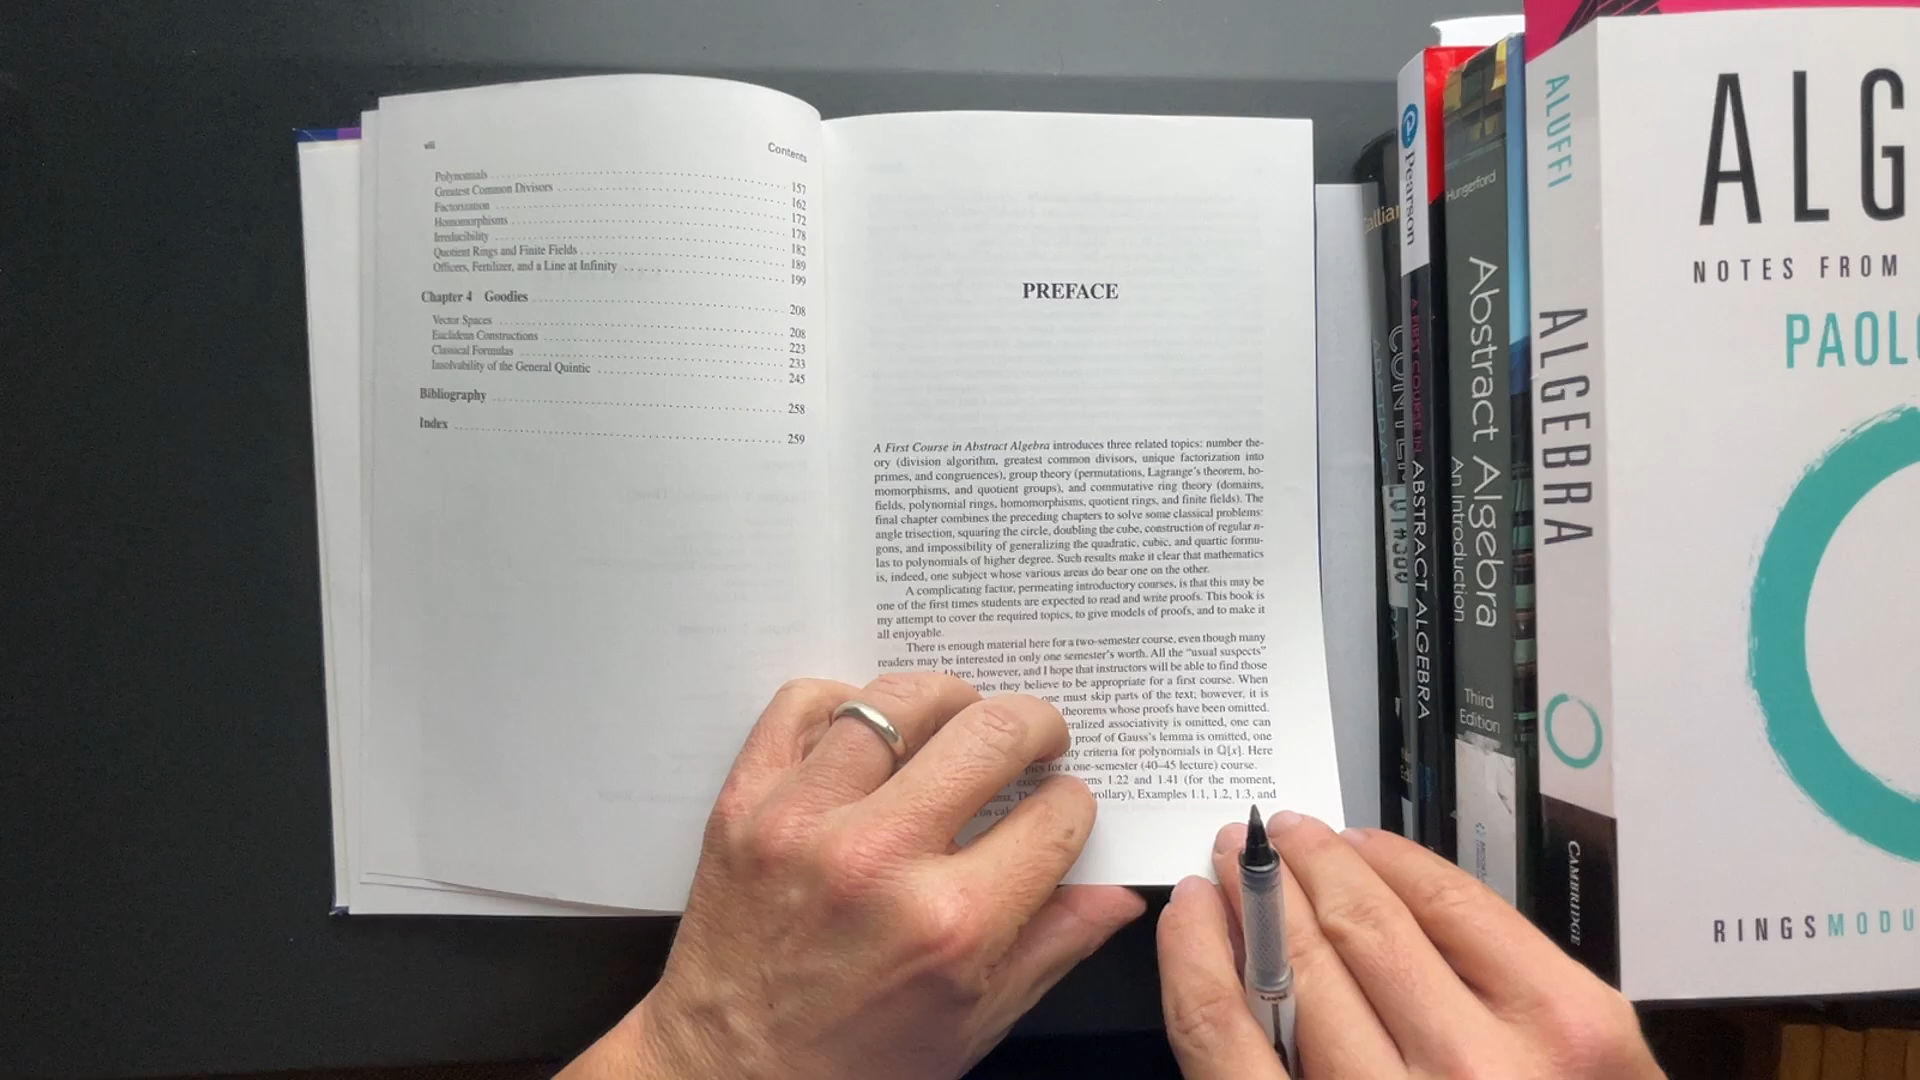 viii
Contents
Polynomials 157
Greatest Common Divisors 162
Factorization 172
Homomorphisms 178
Irreducibility 182
Quotient Rings and Finite Fields 189
Officers, Fertilizer, and a Line at Infinity 199
Chapter 4 Goodies 208
Vector Spaces 208
Euclidean Constructions 223
Classical Formulas 233
Insolvability of the General Quintic 245
Bibliography 258
Index 259
PREFACE
A First Course in Abstract Algebra introduces three related topics: number the-
ory (division algorithm, greatest common divisors, unique factorization into
primes, and congruences), group theory (permutations, Lagrange's theorem, ho-
momorphisms, and quotient groups), and commutative ring theory (domains,
fields, polynomial rings, homomorphisms, quotient rings, and finite fields). The
final chapter combines the preceding chapters to solve some classical problems:
angle trisection, squaring the circle, doubling the cube, construction of regular n-
gons, and impossibility of generalizing the quadratic, cubic, and quartic formu-
las to polynomials of higher degree. Such results make it clear that mathematics
is, indeed, one subject whose various areas do bear one on the other.
A complicating factor, permeating introductory courses, is that this may be
one of the first times students are expected to read and write proofs. This book is
my attempt to cover the required topics, to give models of proofs, and to make it
all enjoyable.
There is enough material here for a two-semester course, even though many
readers may be interested in only one semester's worth. All the "usual suspects"
here, however, and I hope that instructors will be able to find those
they believe to be appropriate for a first course. When
one must skip parts of the text; however, it is
theorems whose proofs have been omitted.
associativity is omitted, one can
proof of Gauss's lemma is omitted, one
criteria for polynomials in Q[x]. Here
for a one-semester (40–45 lecture) course.
1.22 and 1.41 (for the moment,
Examples 1.1, 1.2, 1.3, and
Pearson
A FIRST COURSE IN ABSTRACT ALGEBRA
Hungerford
Abstract Algebra
An Introduction
Third
Edition
ALUFFI
ALGEBRA
CAMBRIDGE
ALG
NOTES FROM
PAOLO
RINGS MODU